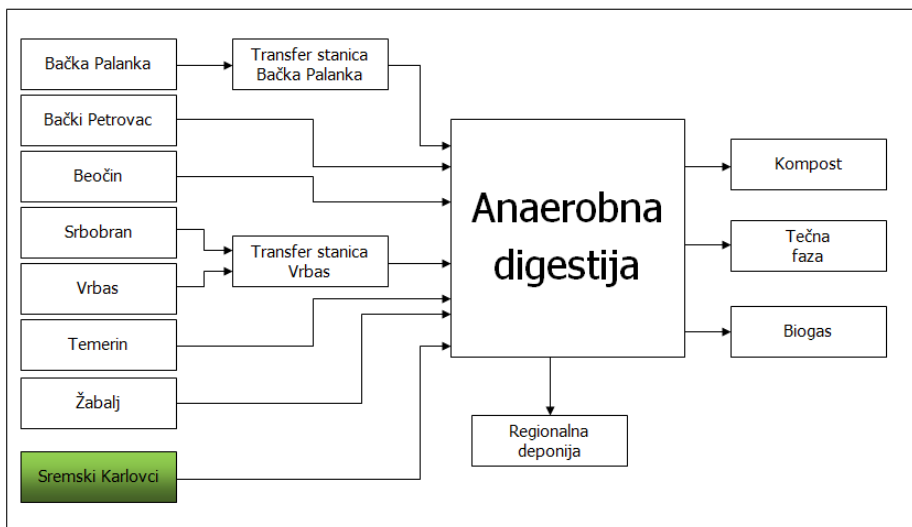 Bačka Palanka
Transfer stanica
Bačka Palanka
Bački Petrovac
Beočin
Srbobran
Transfer stanica
Vrbas
Vrbas
Temerin
Žabalj
Sremski Karlovci
Anaerobna
digestija
Kompost
Tečna
faza
Biogas
Regionalna
deponija